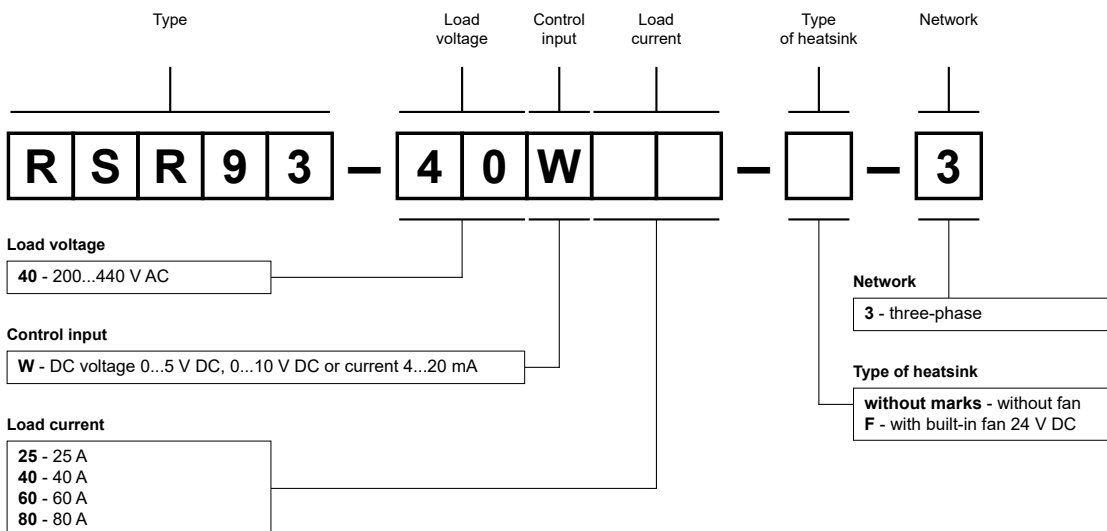 Type
Load
voltage
Control
input
Load
current
Type
of heatsink
Network
R S R 9 3 – 4 0 W – – 3
Load voltage
40 - 200...440 V AC
Control input
W - DC voltage 0...5 V DC, 0...10 V DC or current 4...20 mA
Load current
25 - 25 A
40 - 40 A
60 - 60 A
80 - 80 A
Network
3 - three-phase
Type of heatsink
without marks - without fan
F - with built-in fan 24 V DC